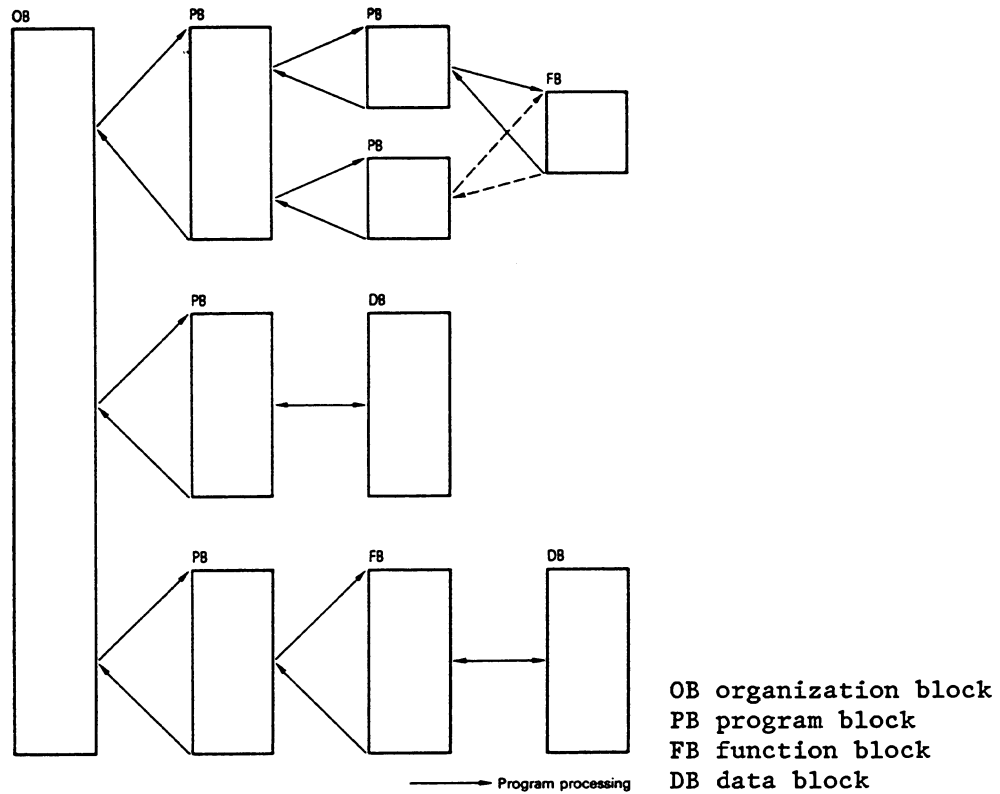 OB
PB
PB
FB
PB
PB
DB
PB
FB
DB
OB organization block
PB program block
FB function block
DB data block
Program processing